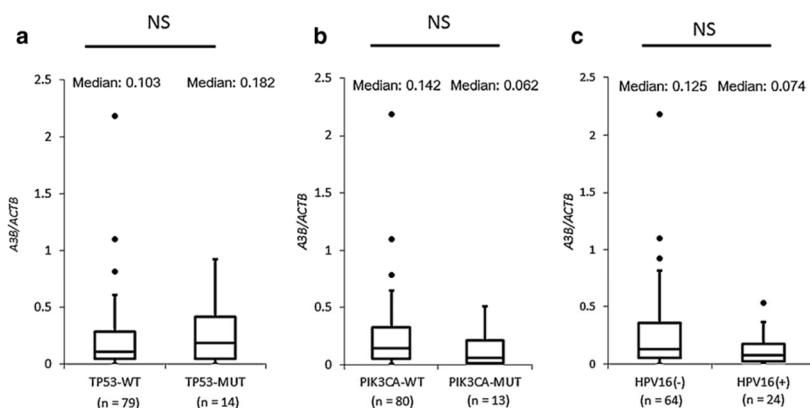 a
NS
Median: 0.103 Median: 0.182
2.5
2
1.5
1
0.5
0
A3B/ACTB
TP53-WT TP53-MUT
(n = 79) (n = 14)
b
NS
Median: 0.142 Median: 0.062
2.5
2
1.5
1
0.5
0
A3B/ACTB
PIK3CA-WT PIK3CA-MUT
(n = 80) (n = 13)
c
NS
Median: 0.125 Median: 0.074
2.5
2
1.5
1
0.5
0
A3B/ACTB
HPV16(-) HPV16(+)
(n = 64) (n = 24)